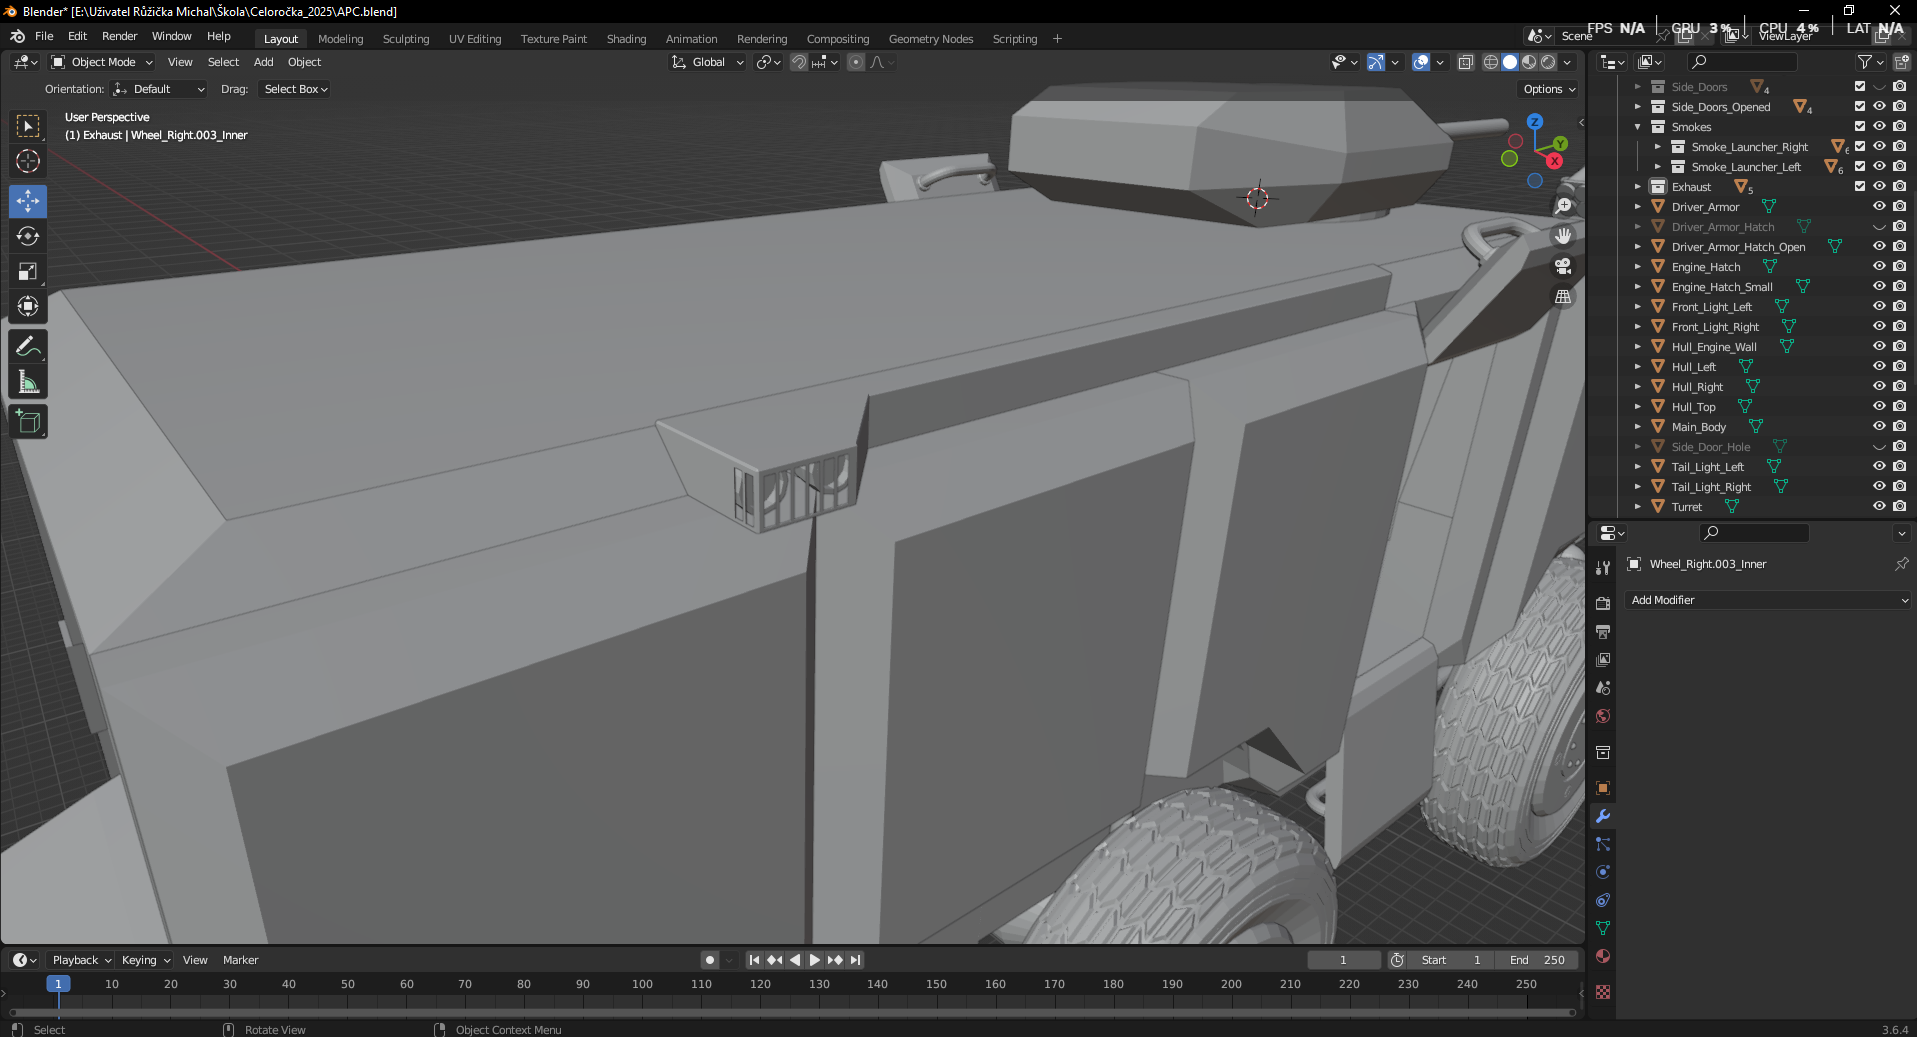 Blender* [E:\Uživatel Růžička Michal\Škola\Celoročka_2025\APC.blend]
File Edit Render Window Help Layout Modeling Sculpting UV Editing Texture Paint Shading Animation Rendering Compositing Geometry Nodes Scripting +
Scene ViewLayer
FPS N/A GRU 3 % CPU 4 % LAT N/A
Object Mode View Select Add Object Global
Orientation: Default Drag: Select Box Options
User Perspective
(1) Exhaust | Wheel_Right.003_Inner
Z
Y
X
Side_Doors 4
Side_Doors_Opened 4
Smokes
Smoke_Launcher_Right 6
Smoke_Launcher_Left 6
Exhaust 5
Driver_Armor
Driver_Armor_Hatch
Driver_Armor_Hatch_Open
Engine_Hatch
Engine_Hatch_Small
Front_Light_Left
Front_Light_Right
Hull_Engine_Wall
Hull_Left
Hull_Right
Hull_Top
Main_Body
Side_Door_Hole
Tail_Light_Left
Tail_Light_Right
Turret
Wheel_Right.003_Inner
Add Modifier
Playback Keying View Marker 1 Start 1 End 250
1 10 20 30 40 50 60 70 80 90 100 110 120 130 140 150 160 170 180 190 200 210 220 230 240 250
Select Rotate View Object Context Menu 3.6.4